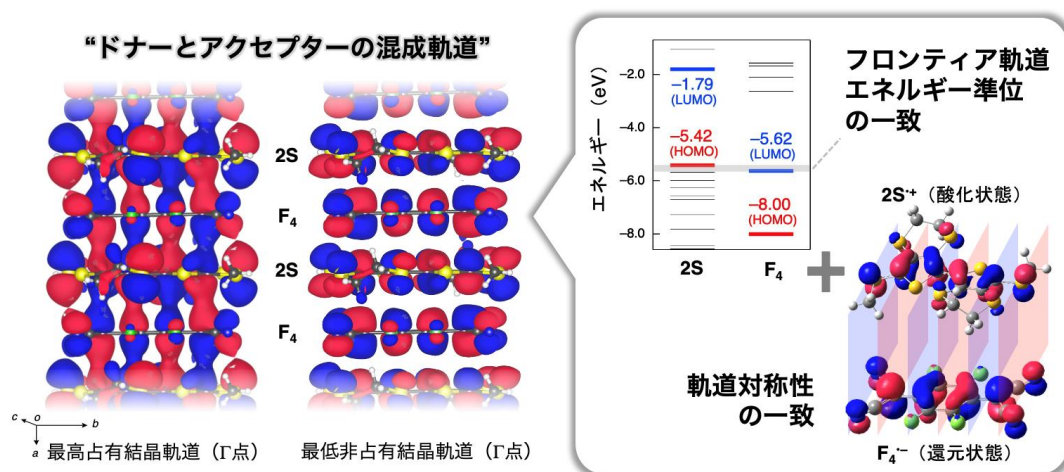 “ドナーとアクセプターの混成軌道”
2S
F4
2S
F4
c
o
b
a
最高占有結晶軌道（Γ点）
最低非占有結晶軌道（Γ点）
エネルギー（eV）
−2.0
−4.0
−6.0
−8.0
−1.79
(LUMO)
−5.42
(HOMO)
−5.62
(LUMO)
−8.00
(HOMO)
2S
F4
フロンティア軌道
エネルギー準位
の一致
2S•+（酸化状態）
軌道対称性
の一致
F4•−（還元状態）